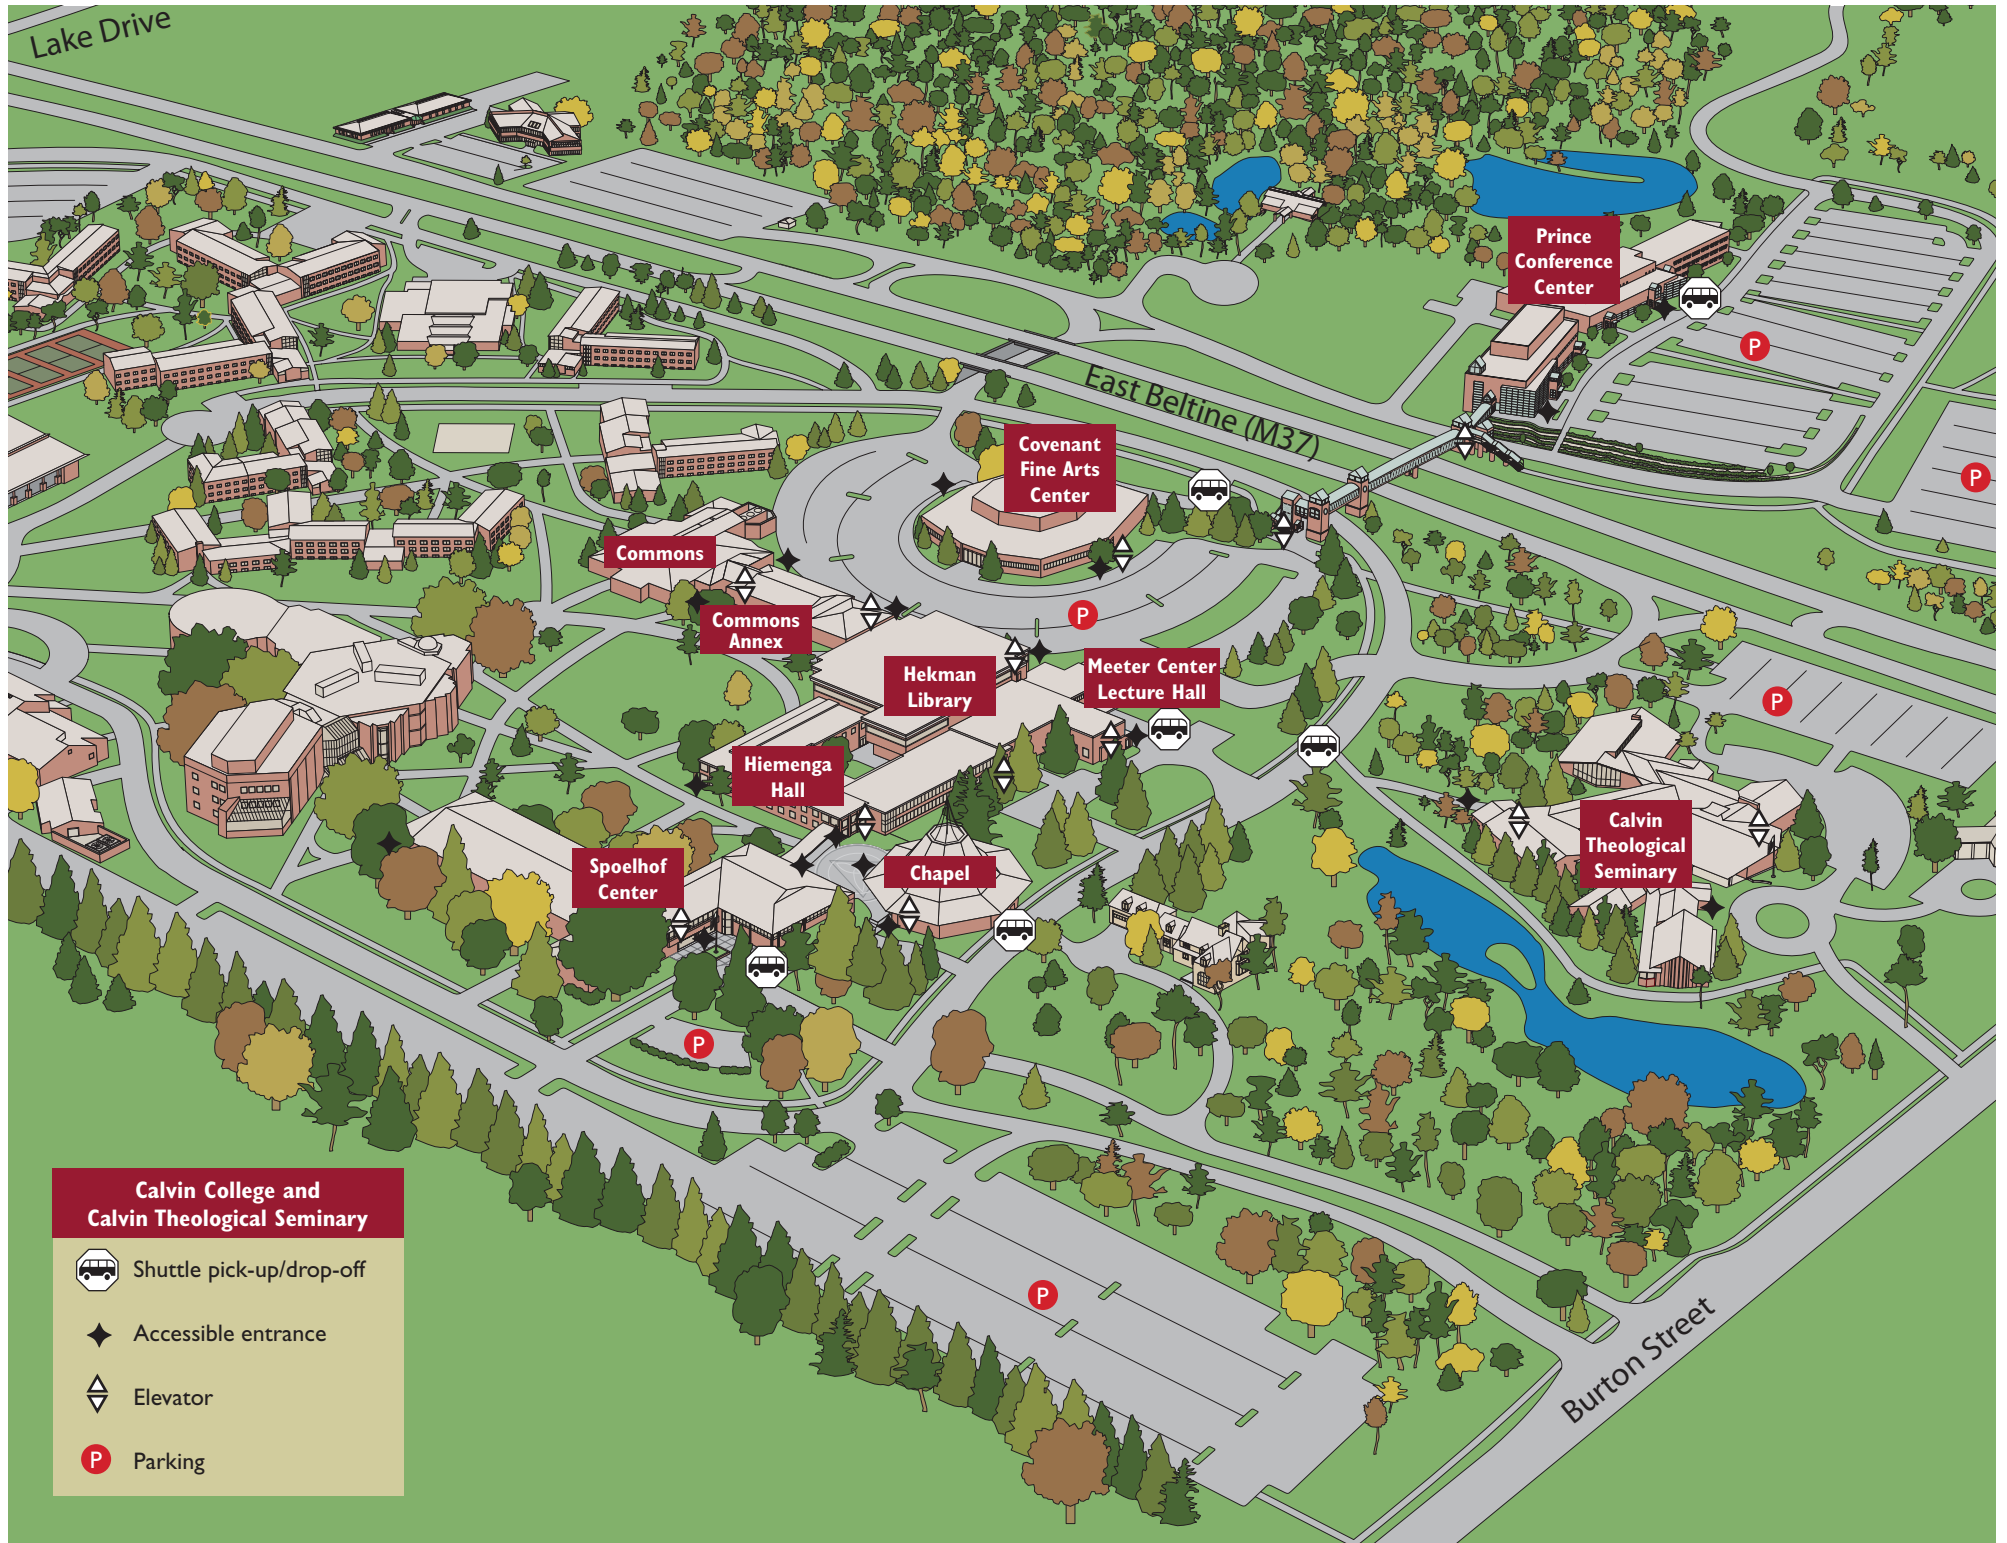 Lake Drive
Prince
Conference
Center
P
East Beltine (M37)
Covenant
Fine Arts
Center
P
Commons
Commons
Annex
P
Hekman
Library
Meeter Center
Lecture Hall
P
Hiemenga
Hall
Calvin
Theological
Seminary
Spoelhof
Center
Chapel
P
Calvin College and
Calvin Theological Seminary
Shuttle pick-up/drop-off
Accessible entrance
Elevator
P Parking
P
Burton Street